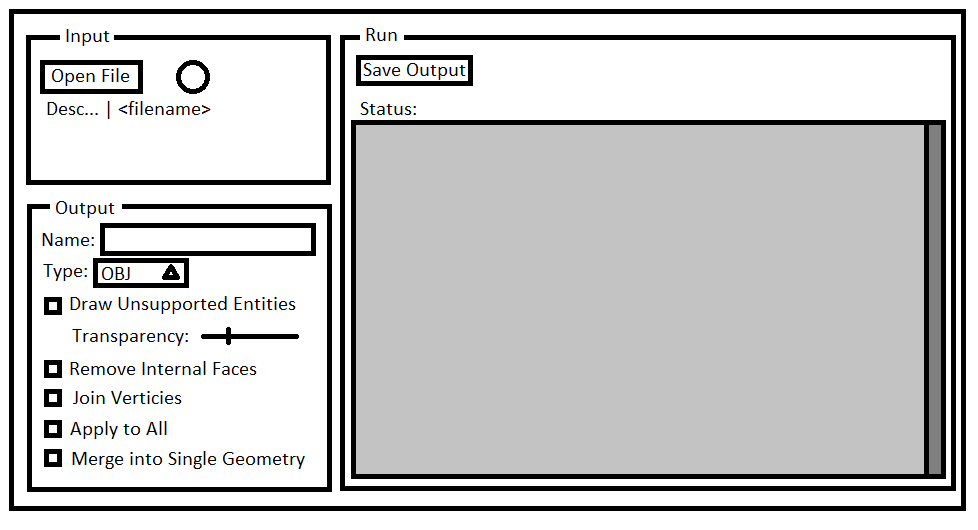 Input
Open File
Desc... | <filename>
Output
Name:
Type: OBJ
Draw Unsupported Entities
Transparency:
Remove Internal Faces
Join Verticies
Apply to All
Merge into Single Geometry
Run
Save Output
Status: